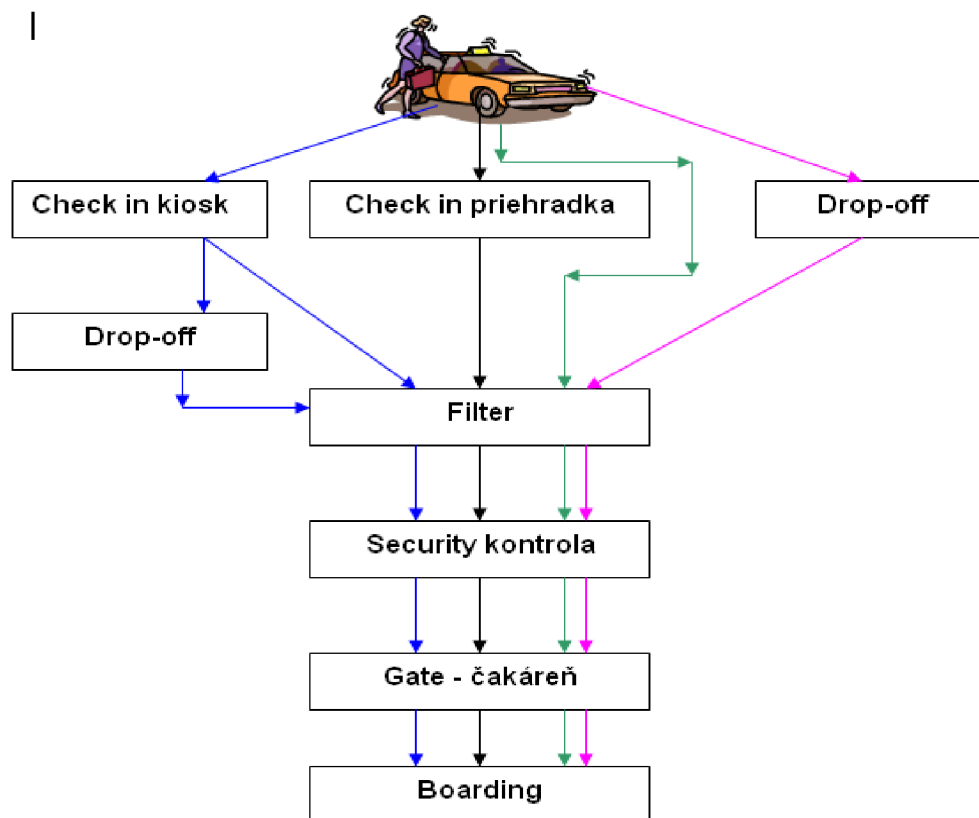 Check in kiosk
Check in priehradka
Drop-off
Drop-off
Filter
Security kontrola
Gate - čakáreň
Boarding